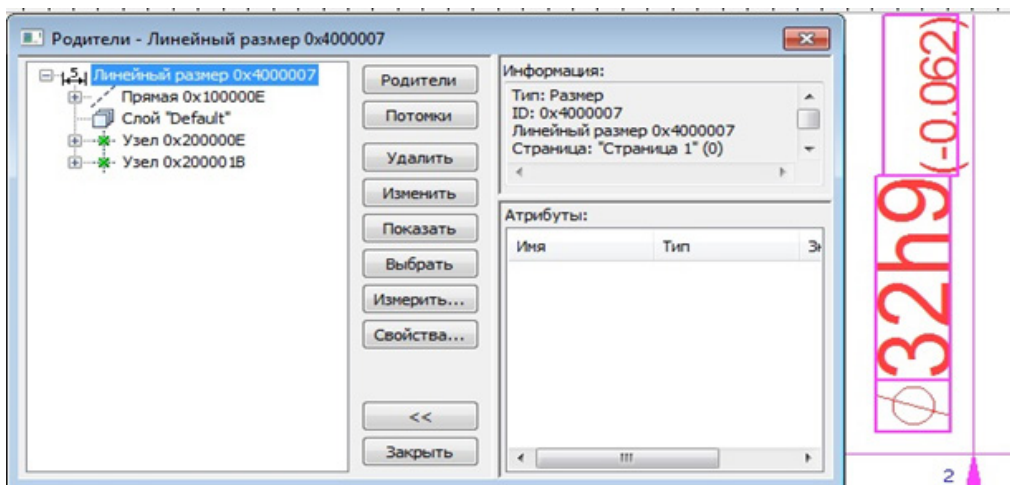 Родители - Линейный размер 0x4000007
Линейный размер 0x4000007
Прямая 0x100000E
Слой "Default"
Узел 0x200000E
Узел 0x200001B
Родители
Потомки
Удалить
Изменить
Показать
Выбрать
Измерить...
Свойства...
<<
Закрыть
Информация:
Тип: Размер
ID: 0x4000007
Линейный размер 0x4000007
Страница: "Страница 1" (0)
Атрибуты:
Имя Тип Зн
∅32h9(-0.062)
2